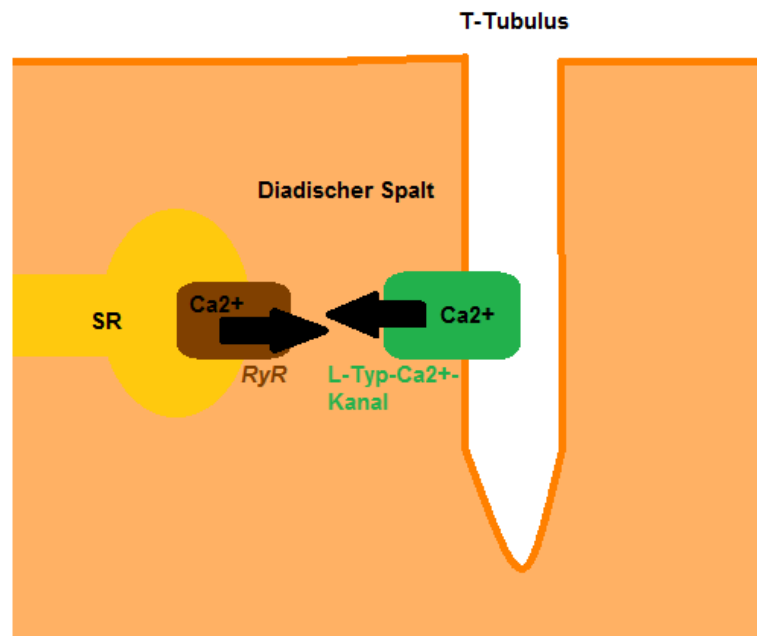 T-Tubulus
Diadischer Spalt
Ca2+
SR
Ca2+
RyR
L-Typ-Ca2+-
Kanal